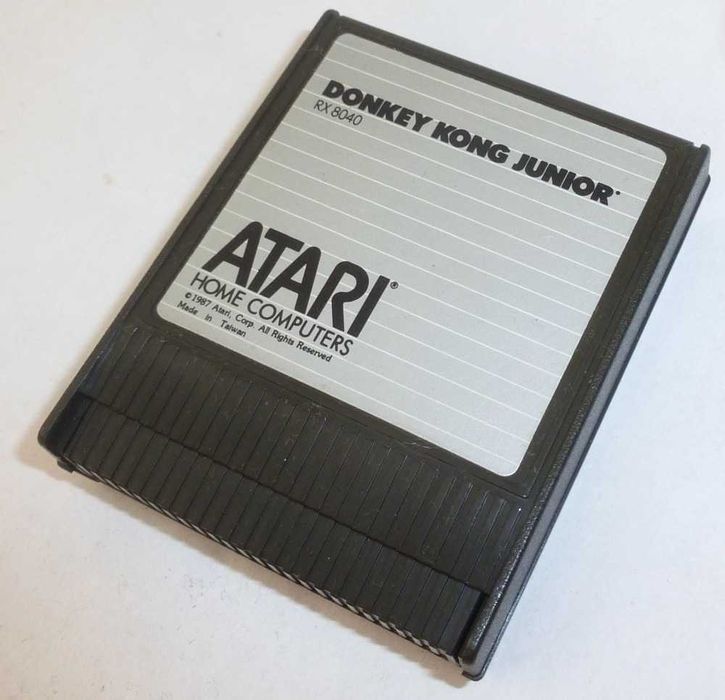 DONKEY KONG JUNIOR
RX 8040
ATARI®
HOME COMPUTERS
© 1987 Atari, Corp. All Rights Reserved
Made in Taiwan